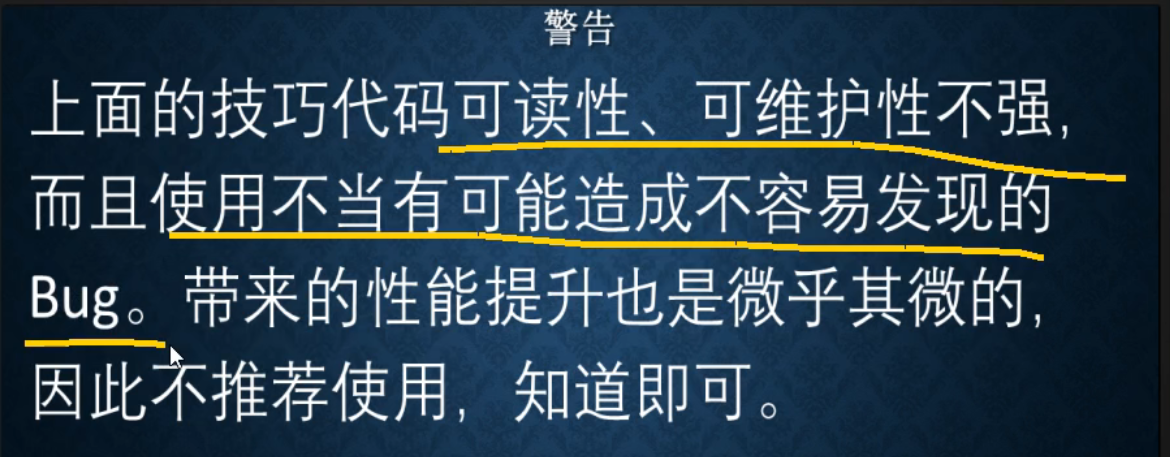 警告
上面的技巧代码可读性、可维护性不强,
而且使用不当有可能造成不容易发现的
Bug。带来的性能提升也是微乎其微的,
因此不推荐使用, 知道即可。